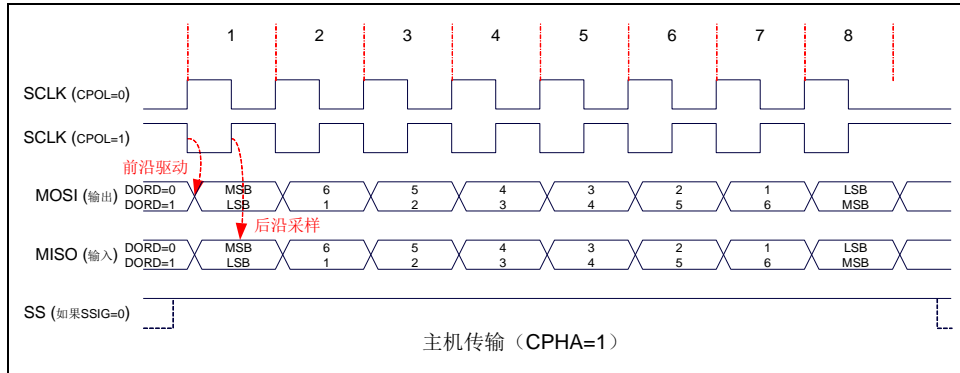 1 2 3 4 5 6 7 8
SCLK (CPOL=0)
SCLK (CPOL=1)
前沿驱动
MOSI (输出) DORD=0 MSB 6 5 4 3 2 1 LSB
DORD=1 LSB 1 2 3 4 5 6 MSB
后沿采样
MISO (输入) DORD=0 MSB 6 5 4 3 2 1 LSB
DORD=1 LSB 1 2 3 4 5 6 MSB
SS (如果SSIG=0)
主机传输（CPHA=1）